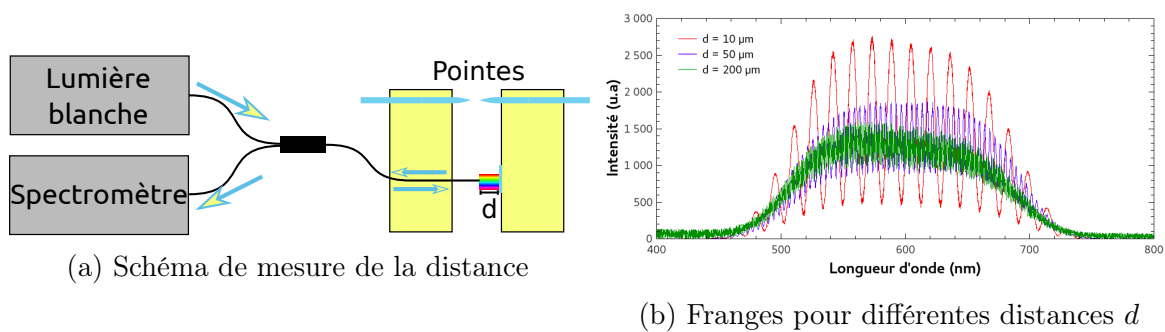 Lumière
blanche
Spectromètre
Pointes
d
(a) Schéma de mesure de la distance
3 000
2 500
2 000
1 500
1 000
500
0
Intensité (u.a)
d = 10 µm
d = 50 µm
d = 200 µm
400 500 600 700 800
Longueur d'onde (nm)
(b) Franges pour différentes distances d